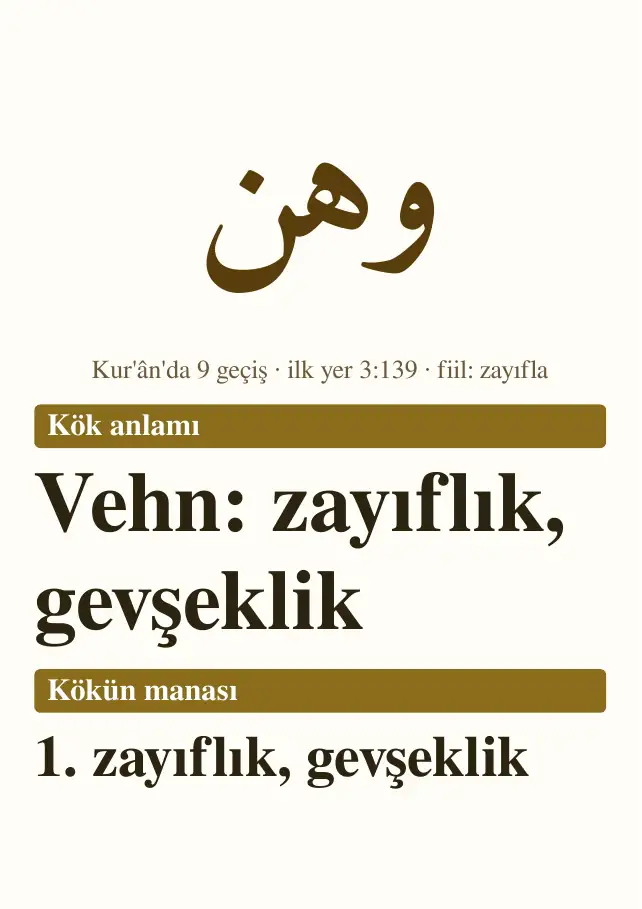 وهن
Kur'ân'da 9 geçiş · ilk yer 3:139 · fiil: zayıfla
Kök anlamı
Vehn: zayıflık,
gevşeklik
Kökün manası
1. zayıflık, gevşeklik